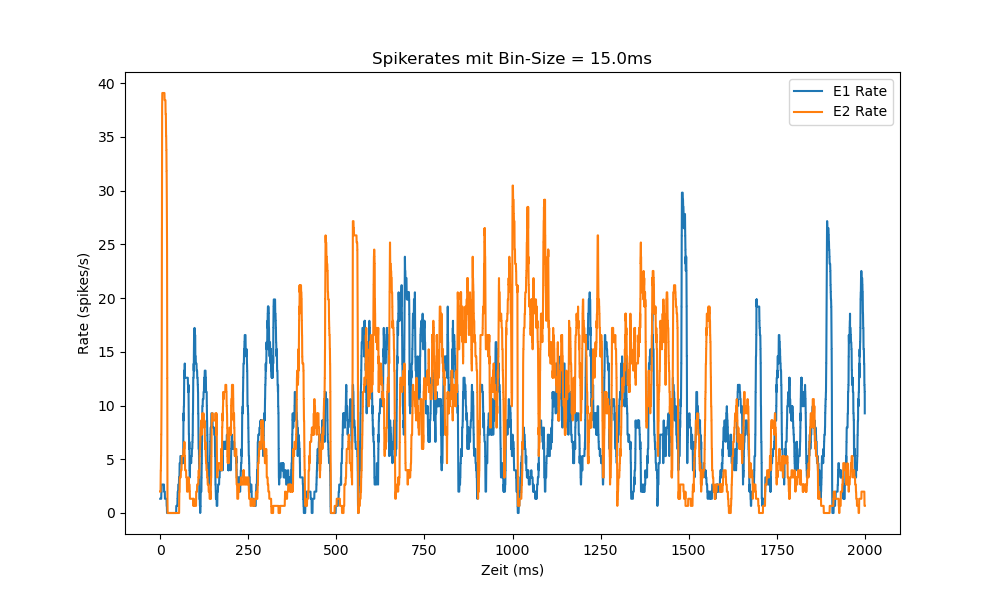 Spikerates mit Bin-Size = 15.0ms
E1 Rate
E2 Rate
Rate (spikes/s)
40
35
30
25
20
15
10
5
0
0 250 500 750 1000 1250 1500 1750 2000
Zeit (ms)